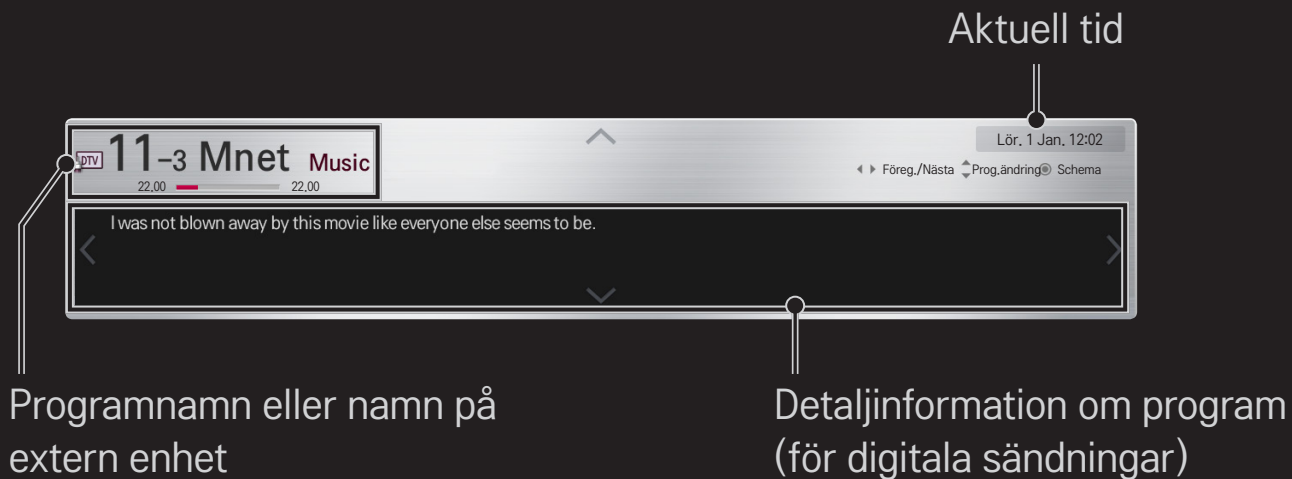 Aktuell tid
Lör. 1 Jan. 12:02
DTV 11-3 Mnet Music
Föreg./Nästa Prog.ändring Schema
22.00 22.00
I was not blown away by this movie like everyone else seems to be.
Programnamn eller namn på
extern enhet
Detaljinformation om program
(för digitala sändningar)